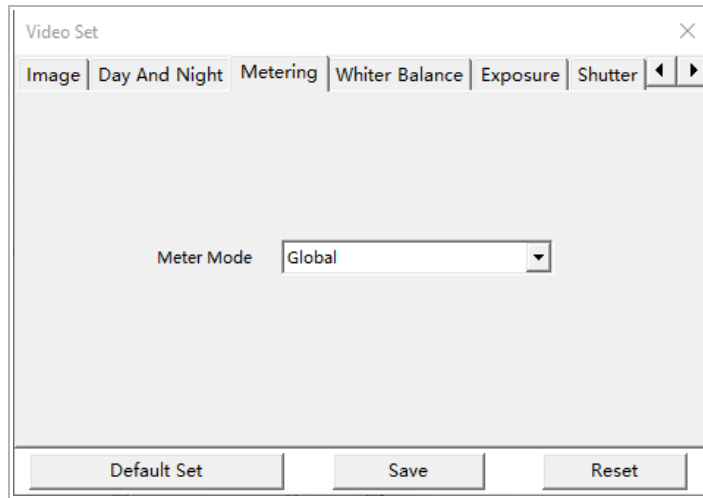 Video Set
Image Day And Night Metering Whiter Balance Exposure Shutter
Meter Mode Global
Default Set Save Reset